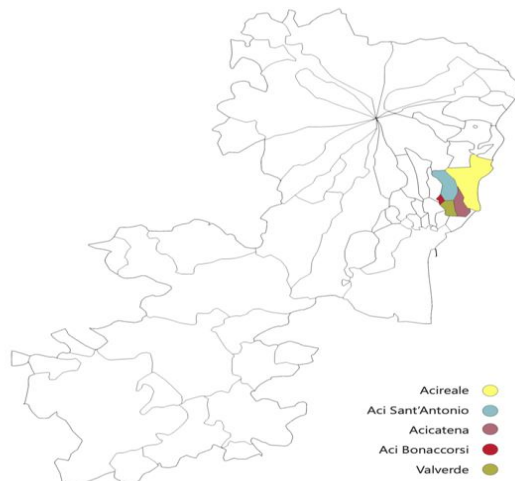 Acireale
Aci Sant'Antonio
Acicatena
Aci Bonaccorsi
Valverde